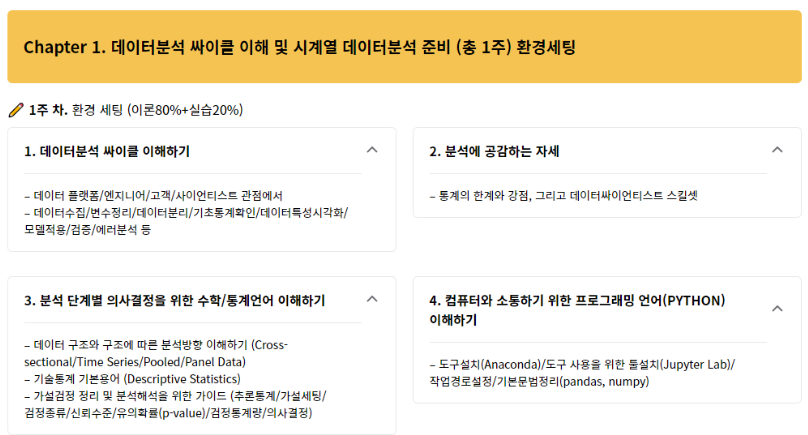 Chapter 1. 데이터분석 싸이클 이해 및 시계열 데이터분석 준비 (총 1주) 환경세팅
1주 차. 환경 세팅 (이론80%+실습20%)
1. 데이터분석 싸이클 이해하기
– 데이터 플랫폼/엔지니어/고객/사이언티스트 관점에서
– 데이터수집/변수정리/데이터분리/기초통계확인/데이터특성시각화/
모델적용/검증/에러분석 등
2. 분석에 공감하는 자세
– 통계의 한계와 강점, 그리고 데이터싸이언티스트 스킬셋
3. 분석 단계별 의사결정을 위한 수학/통계언어 이해하기
– 데이터 구조와 구조에 따른 분석방향 이해하기 (Cross-
sectional/Time Series/Pooled/Panel Data)
– 기술통계 기본용어 (Descriptive Statistics)
– 가설검정 정리 및 분석해석을 위한 가이드 (추론통계/가설세팅/
검정종류/신뢰수준/유의확률(p-value)/검정통계량/의사결정)
4. 컴퓨터와 소통하기 위한 프로그래밍 언어(PYTHON)
이해하기
– 도구설치(Anaconda)/도구 사용을 위한 툴설치(Jupyter Lab)/
작업경로설정/기본문법정리(pandas, numpy)